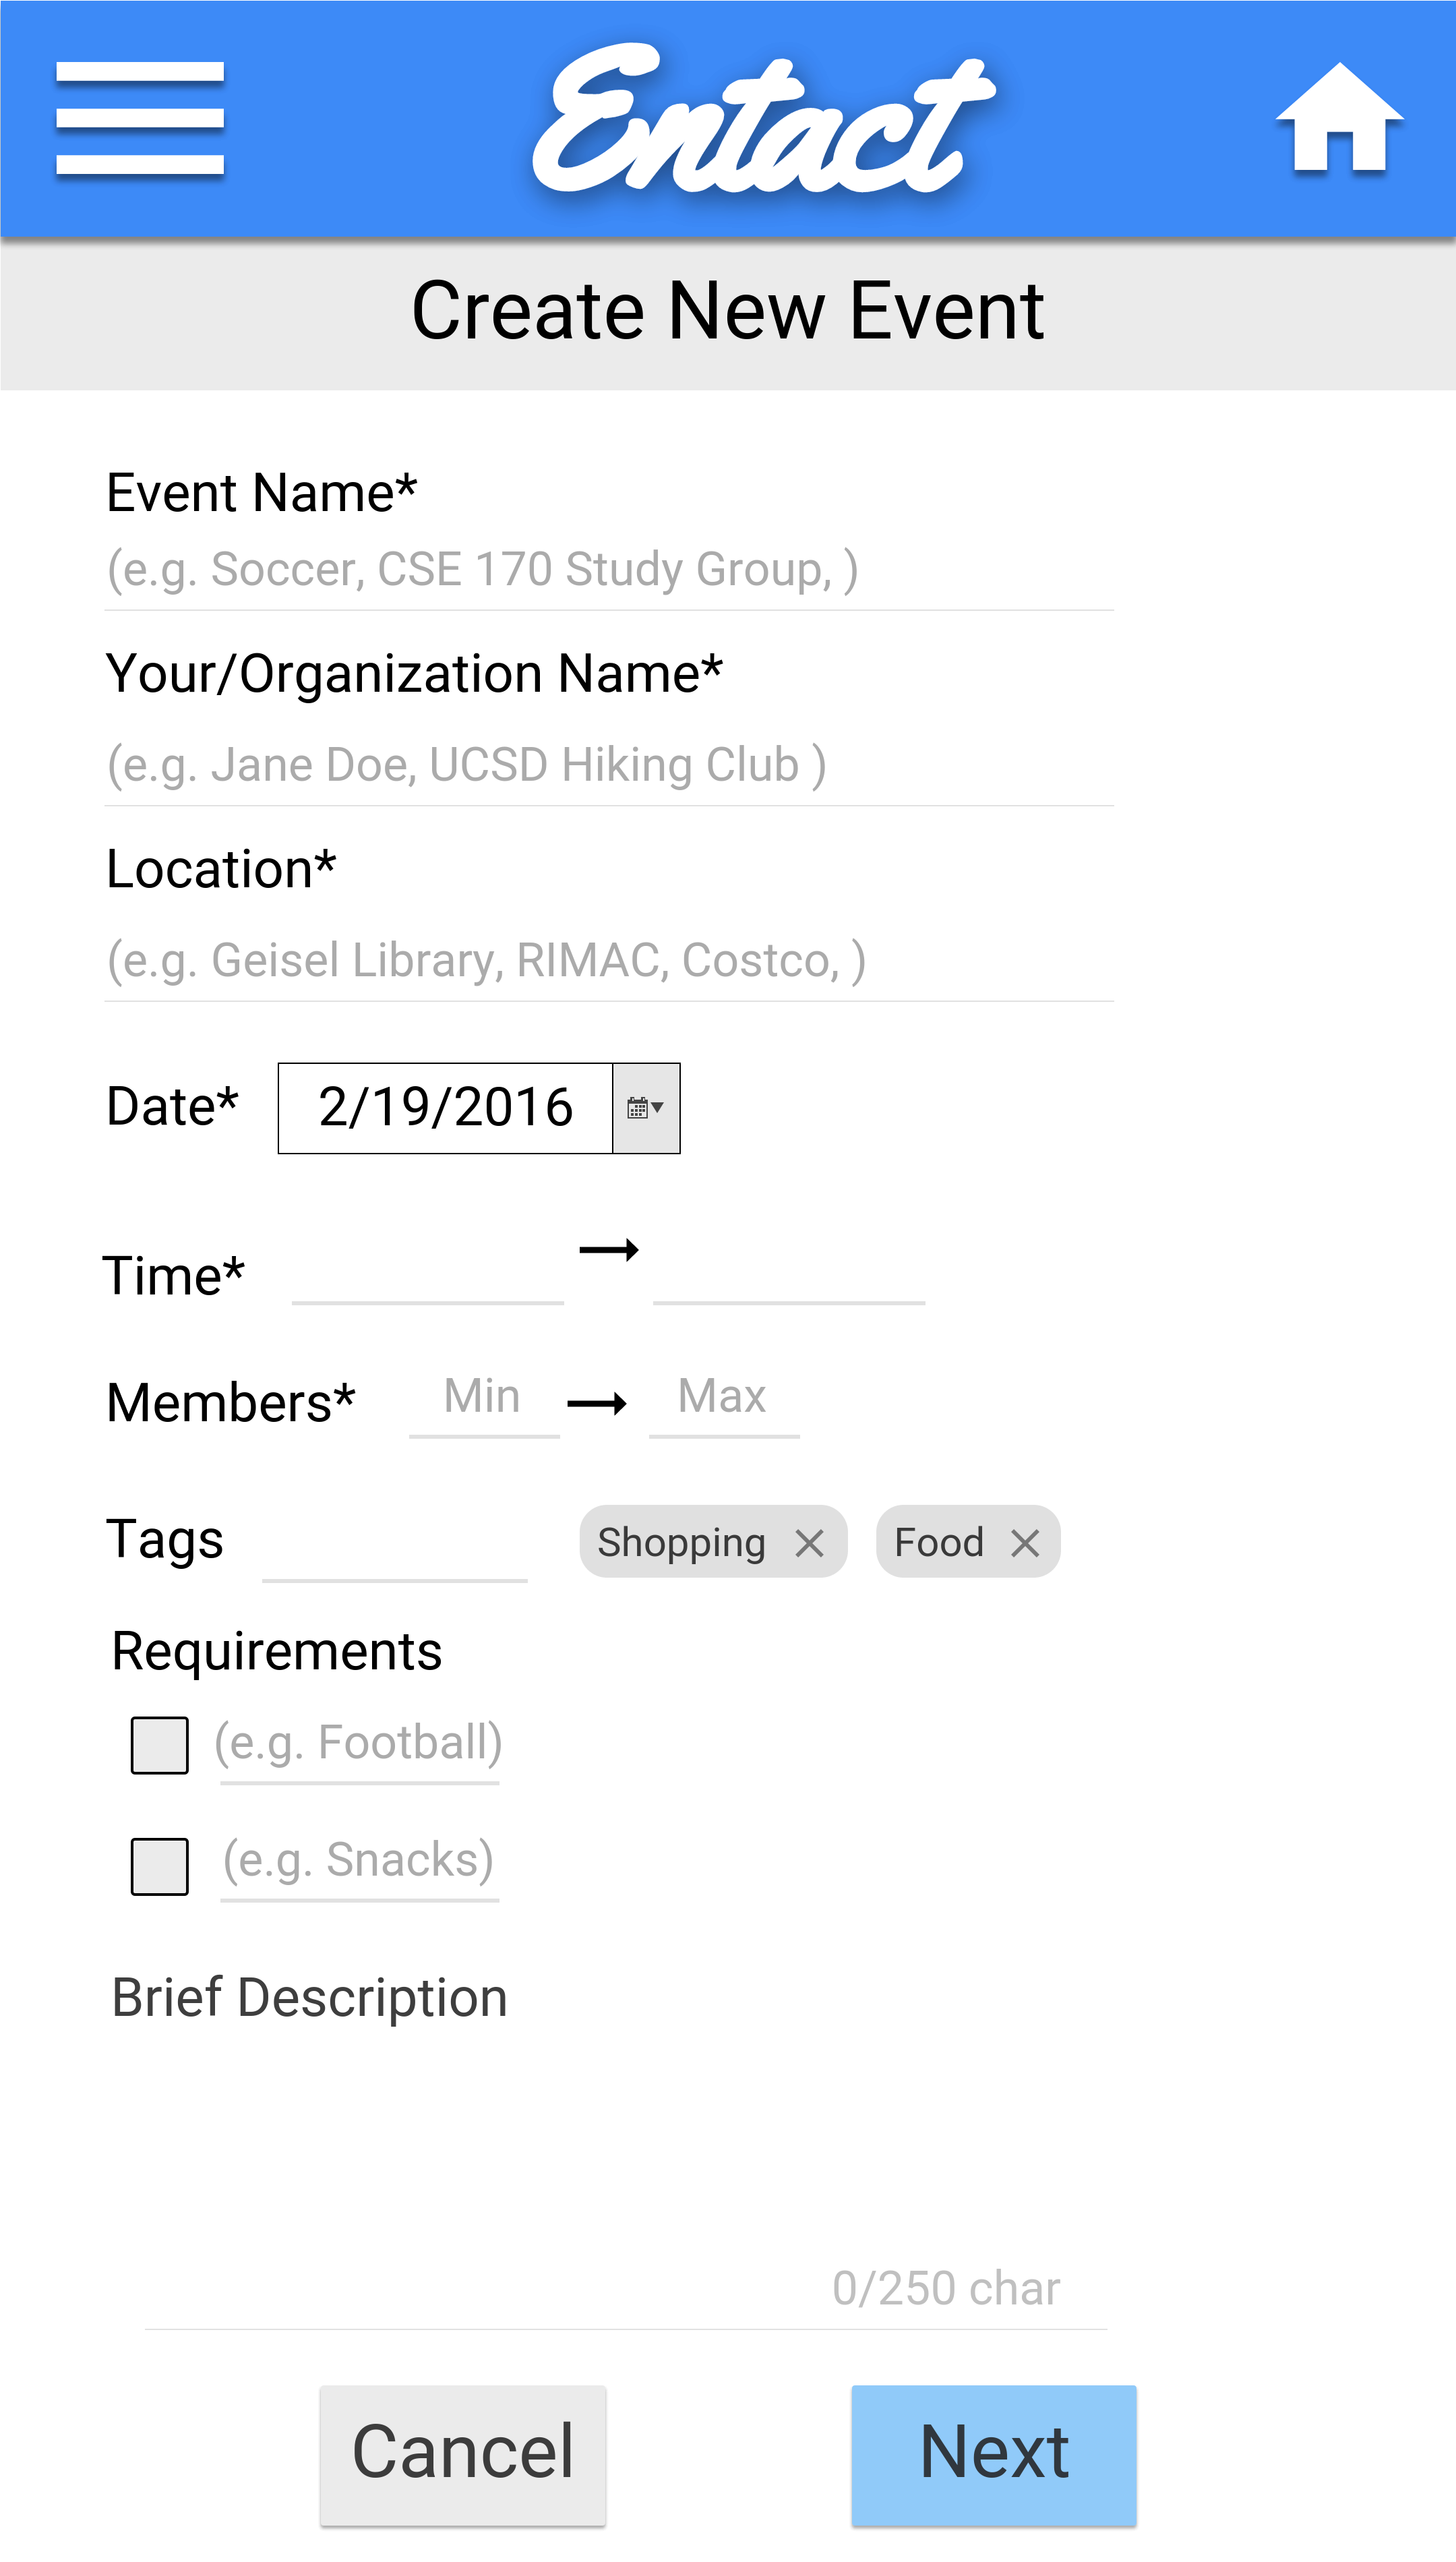 Entact
Create New Event
Event Name*
(e.g. Soccer, CSE 170 Study Group, )
Your/Organization Name*
(e.g. Jane Doe, UCSD Hiking Club )
Location*
(e.g. Geisel Library, RIMAC, Costco, )
Date* 2/19/2016
Time*
Members* Min Max
Tags Shopping Food
Requirements
(e.g. Football)
(e.g. Snacks)
Brief Description
0/250 char
Cancel Next